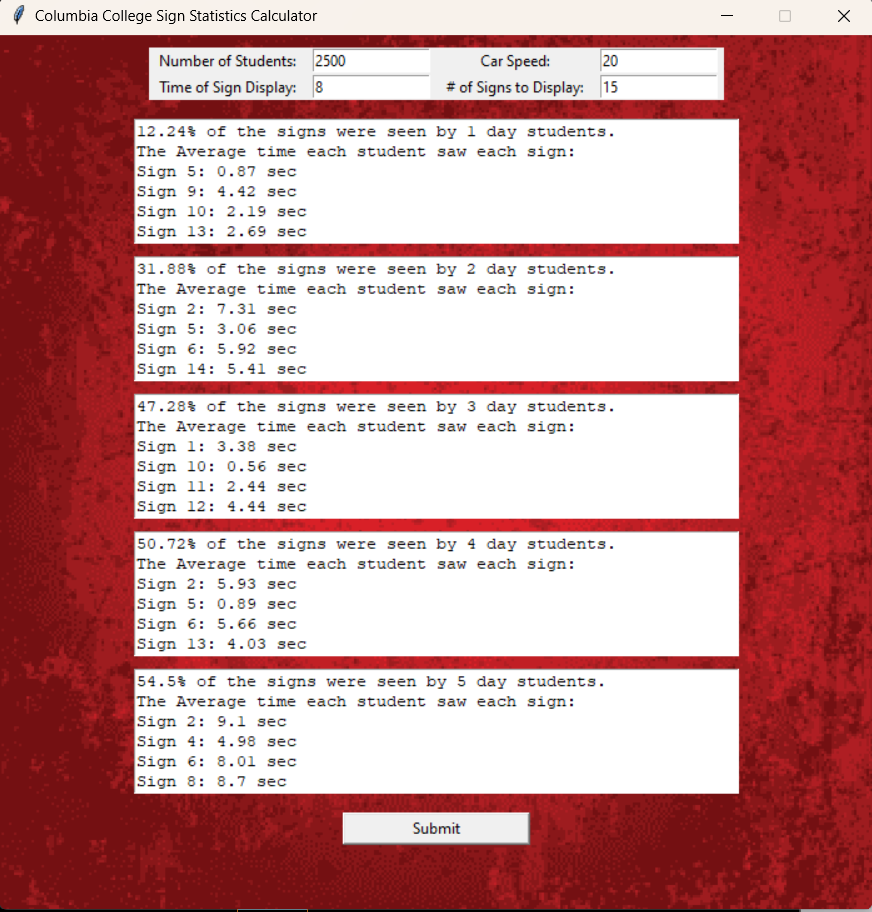 Columbia College Sign Statistics Calculator
Number of Students: 2500 Car Speed: 20
Time of Sign Display: 8 # of Signs to Display: 15
12.24% of the signs were seen by 1 day students.
The Average time each student saw each sign:
Sign 5: 0.87 sec
Sign 9: 4.42 sec
Sign 10: 2.19 sec
Sign 13: 2.69 sec
31.88% of the signs were seen by 2 day students.
The Average time each student saw each sign:
Sign 2: 7.31 sec
Sign 5: 3.06 sec
Sign 6: 5.92 sec
Sign 14: 5.41 sec
47.28% of the signs were seen by 3 day students.
The Average time each student saw each sign:
Sign 1: 3.38 sec
Sign 10: 0.56 sec
Sign 11: 2.44 sec
Sign 12: 4.44 sec
50.72% of the signs were seen by 4 day students.
The Average time each student saw each sign:
Sign 2: 5.93 sec
Sign 5: 0.89 sec
Sign 6: 5.66 sec
Sign 13: 4.03 sec
54.5% of the signs were seen by 5 day students.
The Average time each student saw each sign:
Sign 2: 9.1 sec
Sign 4: 4.98 sec
Sign 6: 8.01 sec
Sign 8: 8.7 sec
Submit